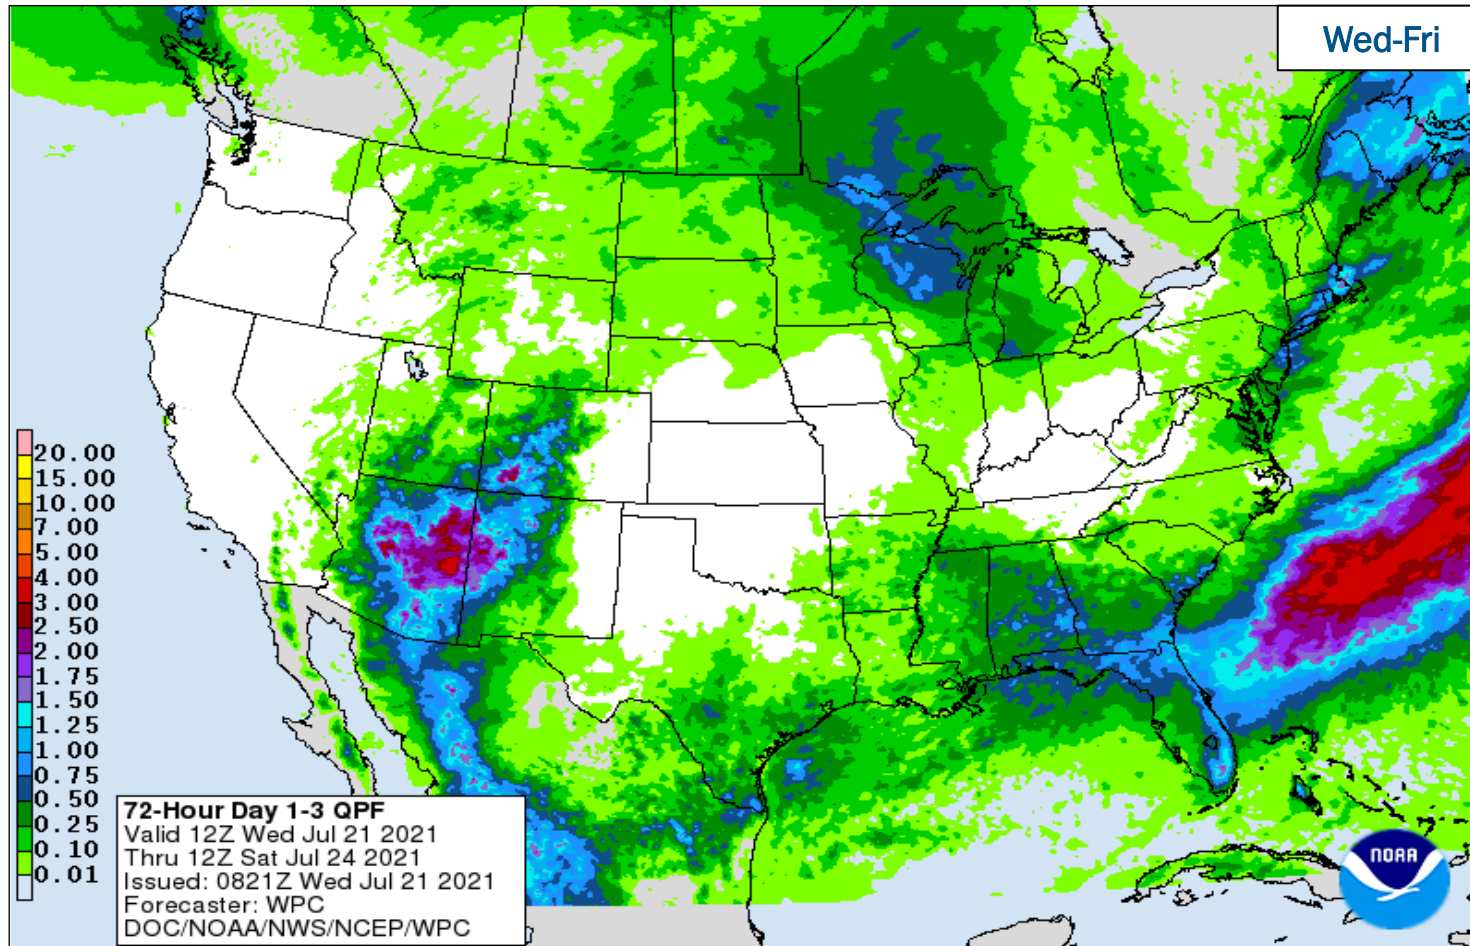 Wed-Fri
20.00
15.00
10.00
7.00
5.00
4.00
3.00
2.50
2.00
1.75
1.50
1.25
1.00
0.75
0.50
0.25
0.10
0.01
72-Hour Day 1-3 QPF
Valid 12Z Wed Jul 21 2021
Thru 12Z Sat Jul 24 2021
Issued: 0821Z Wed Jul 21 2021
Forecaster: WPC
DOC/NOAA/NWS/NCEP/WPC
NOAA